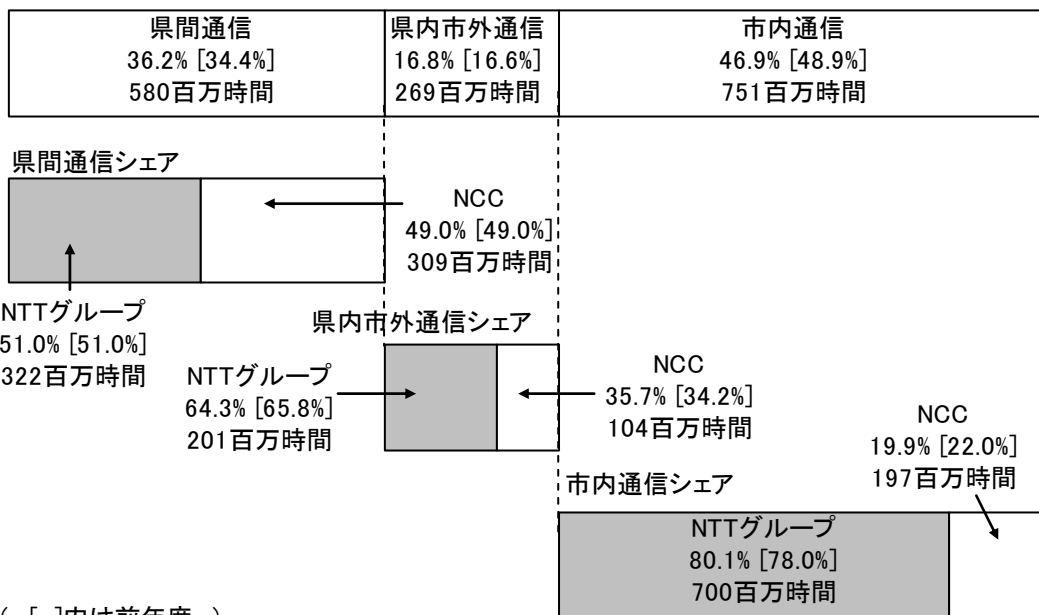 県間通信
36.2% [34.4%]
580百万時間
県内市外通信
16.8% [16.6%]
269百万時間
市内通信
46.9% [48.9%]
751百万時間
県間通信シェア
NCC
49.0% [49.0%]
309百万時間
NTTグループ
51.0% [51.0%]
322百万時間
県内市外通信シェア
NTTグループ
64.3% [65.8%]
201百万時間
NCC
35.7% [34.2%]
104百万時間
NCC
19.9% [22.0%]
197百万時間
市内通信シェア
NTTグループ
80.1% [78.0%]
700百万時間
( [ ]内は前年度 )